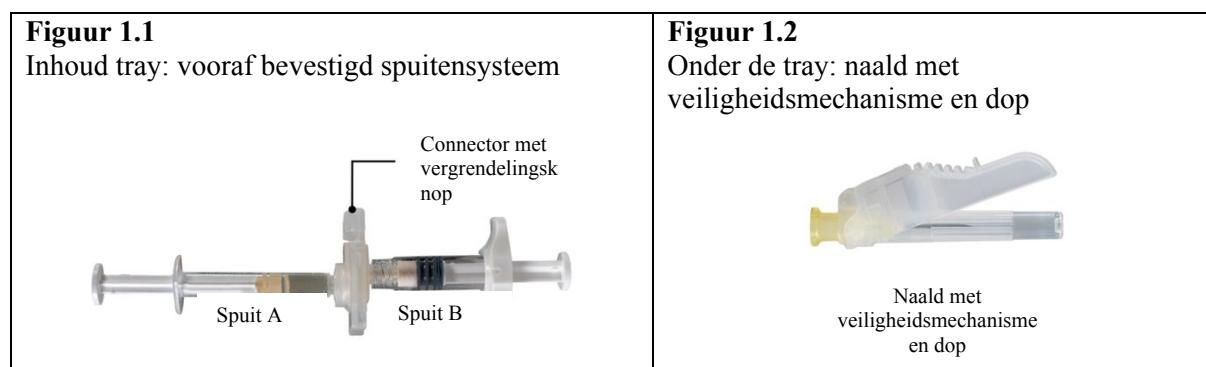 Figuur 1.1
Inhoud tray: vooraf bevestigd spuitensysteem
Connector met
vergrendelingsk
nop
Spuit A
Spuit B
Figuur 1.2
Onder de tray: naald met
veiligheidsmechanisme en dop
Naald met
veiligheidsmechanisme
en dop